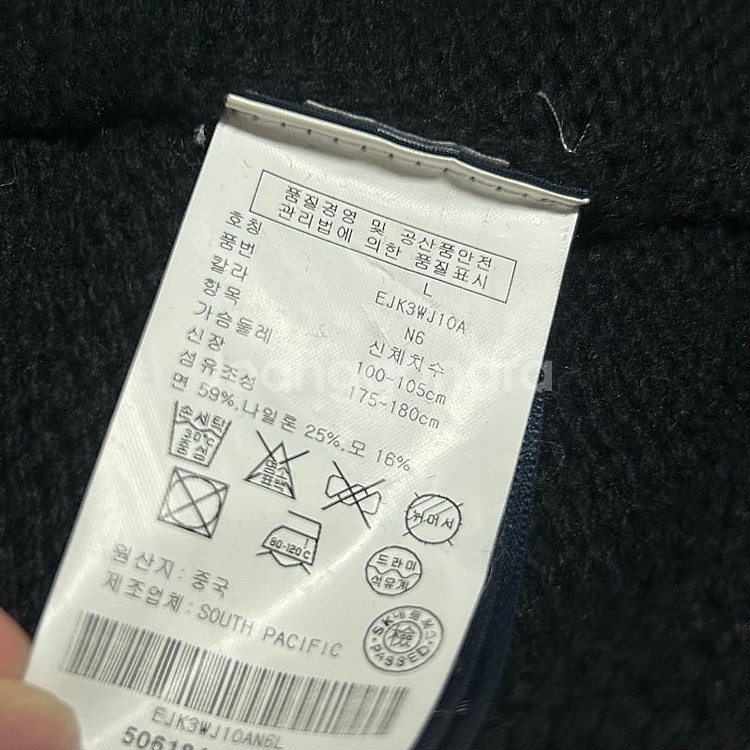 품질경영 및 공산품안전
관리법에 의한 품질표시
호칭 L
품번 EJK3WJ10A
칼라 N6
항목 신체치수
가슴둘레 100~105cm
신장 175~180cm
섬유조성
면 59%,나일론 25%,모 16%
손세탁
30℃
중성
염소
표백
80~120℃
뉘어서
드라이
석유계
원산지:중국
제조업체:SOUTH PACIFIC
檢
PASSED
EJK3WJ10AN6L